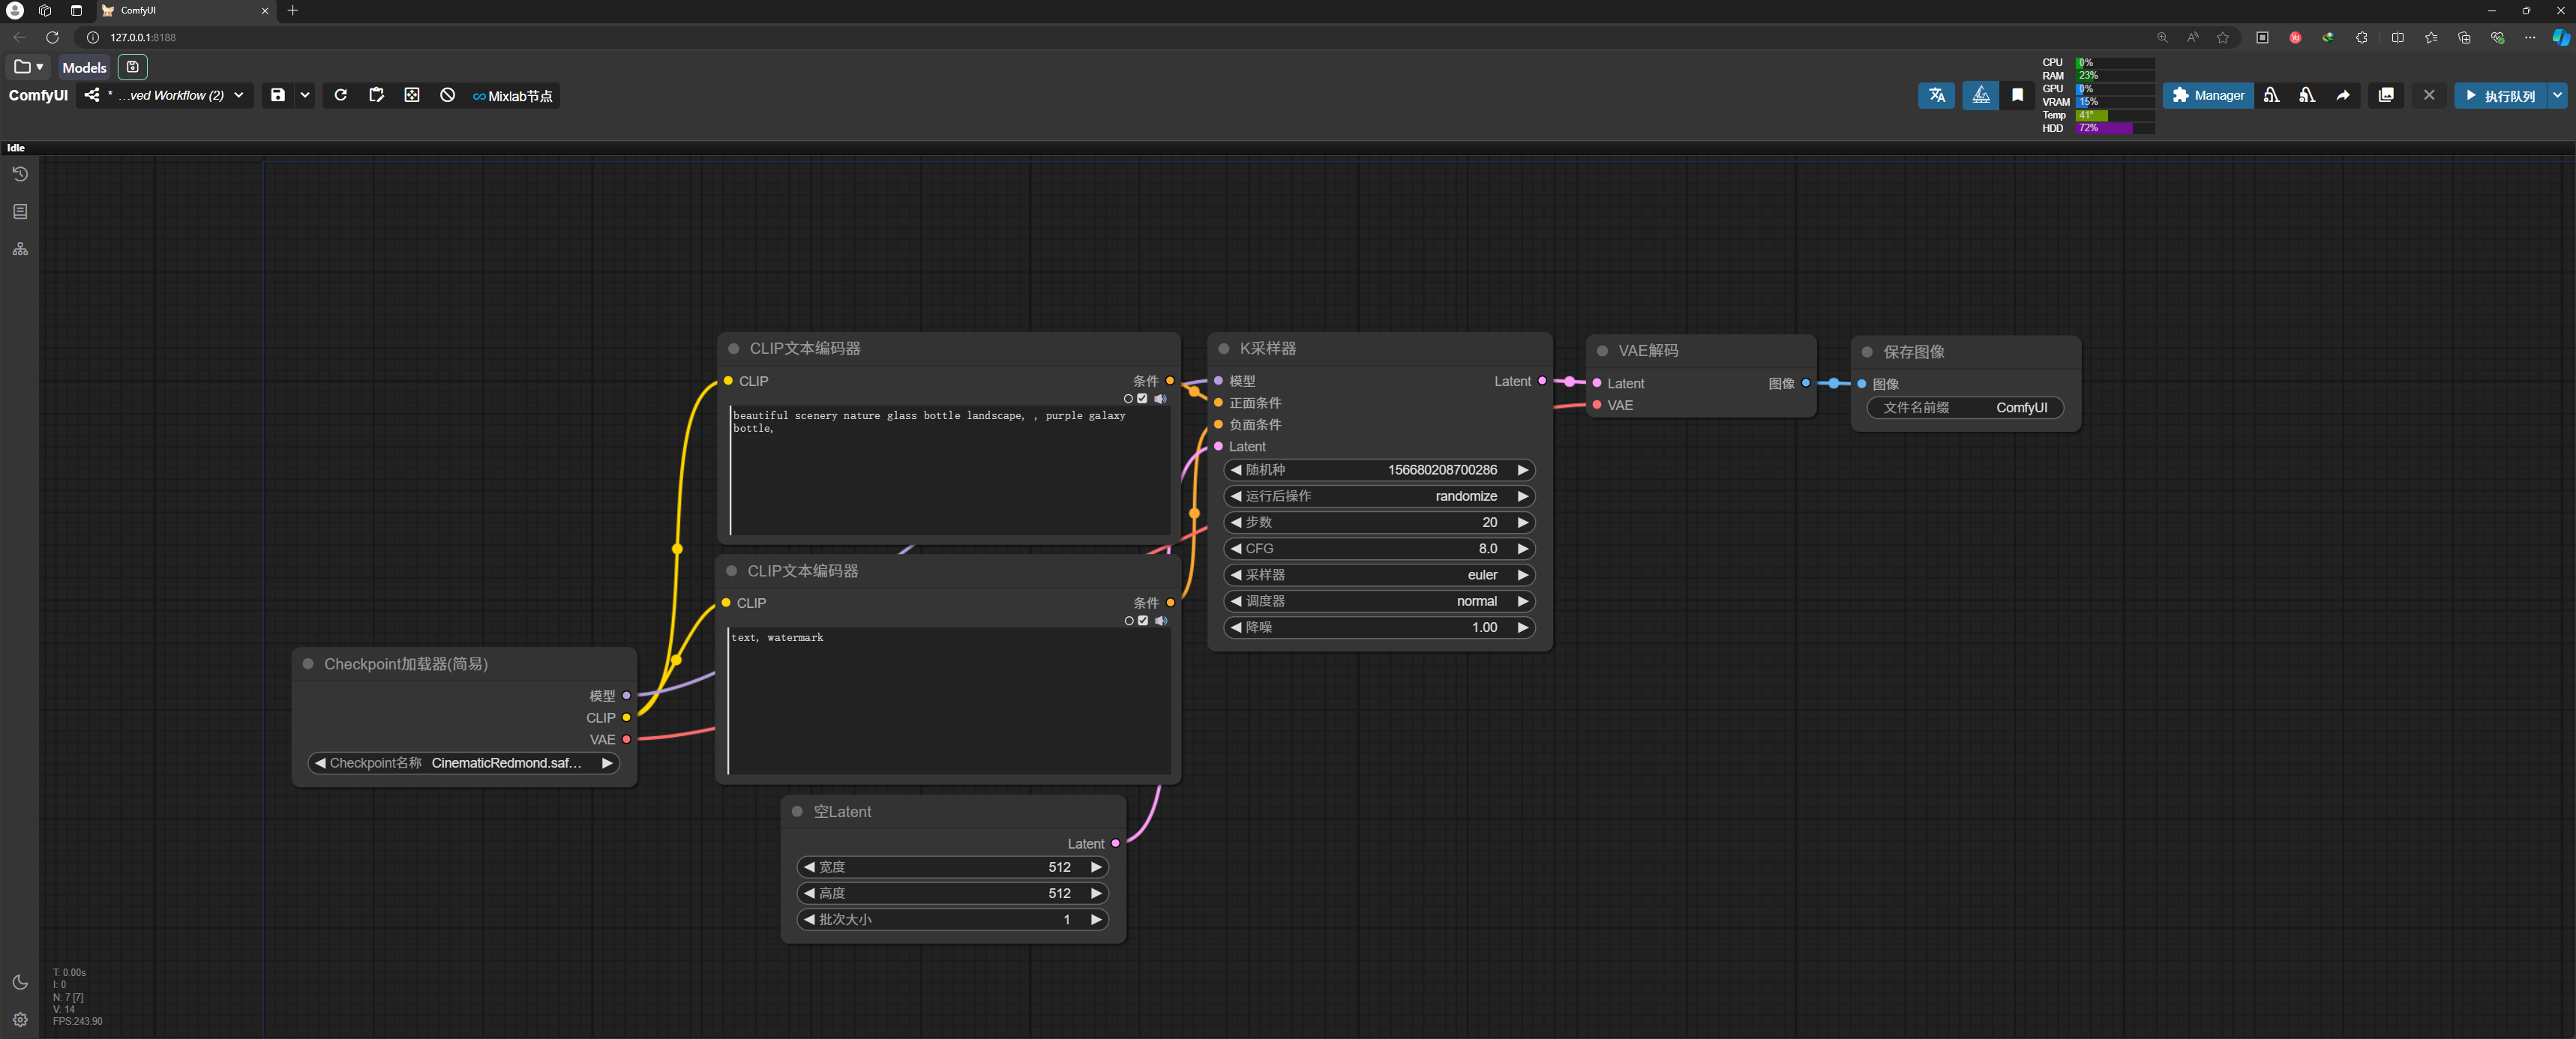 ComfyUI
127.0.0.1:8188
Models
ComfyUI
* ...ved Workflow (2)
Mixlab节点
CPU 0%
RAM 23%
GPU 0%
VRAM 15%
Temp 41°
HDD 72%
Manager
执行队列
Idle
CLIP文本编码器
CLIP
条件
beautiful scenery nature glass bottle landscape, , purple galaxy
bottle,
CLIP文本编码器
CLIP
条件
text, watermark
Checkpoint加载器(简易)
模型
CLIP
VAE
Checkpoint名称 CinematicRedmond.saf...
空Latent
Latent
宽度 512
高度 512
批次大小 1
K采样器
模型
Latent
正面条件
负面条件
Latent
随机种 156680208700286
运行后操作 randomize
步数 20
CFG 8.0
采样器 euler
调度器 normal
降噪 1.00
VAE解码
Latent
图像
VAE
保存图像
图像
文件名前缀 ComfyUI
T: 0.00s
I: 0
N: 7 [7]
V: 14
FPS:243.90